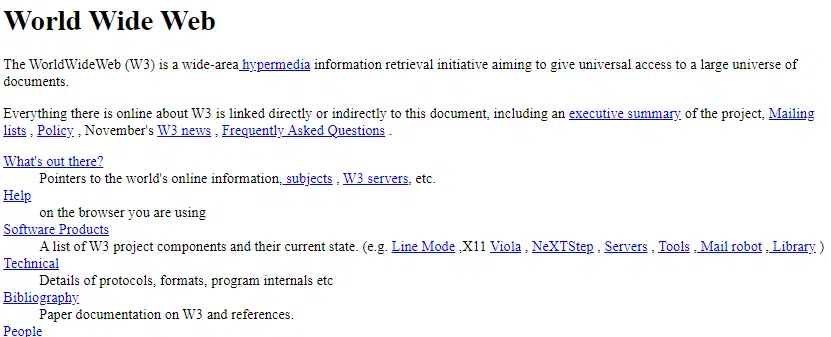 World Wide Web
The WorldWideWeb (W3) is a wide-area hypermedia information retrieval initiative aiming to give universal access to a large universe of
documents.
Everything there is online about W3 is linked directly or indirectly to this document, including an executive summary of the project, Mailing
lists , Policy , November's W3 news , Frequently Asked Questions .
What's out there?
Pointers to the world's online information, subjects , W3 servers, etc.
Help
on the browser you are using
Software Products
A list of W3 project components and their current state. (e.g. Line Mode ,X11 Viola , NeXTStep , Servers , Tools , Mail robot , Library )
Technical
Details of protocols, formats, program internals etc
Bibliography
Paper documentation on W3 and references.
People